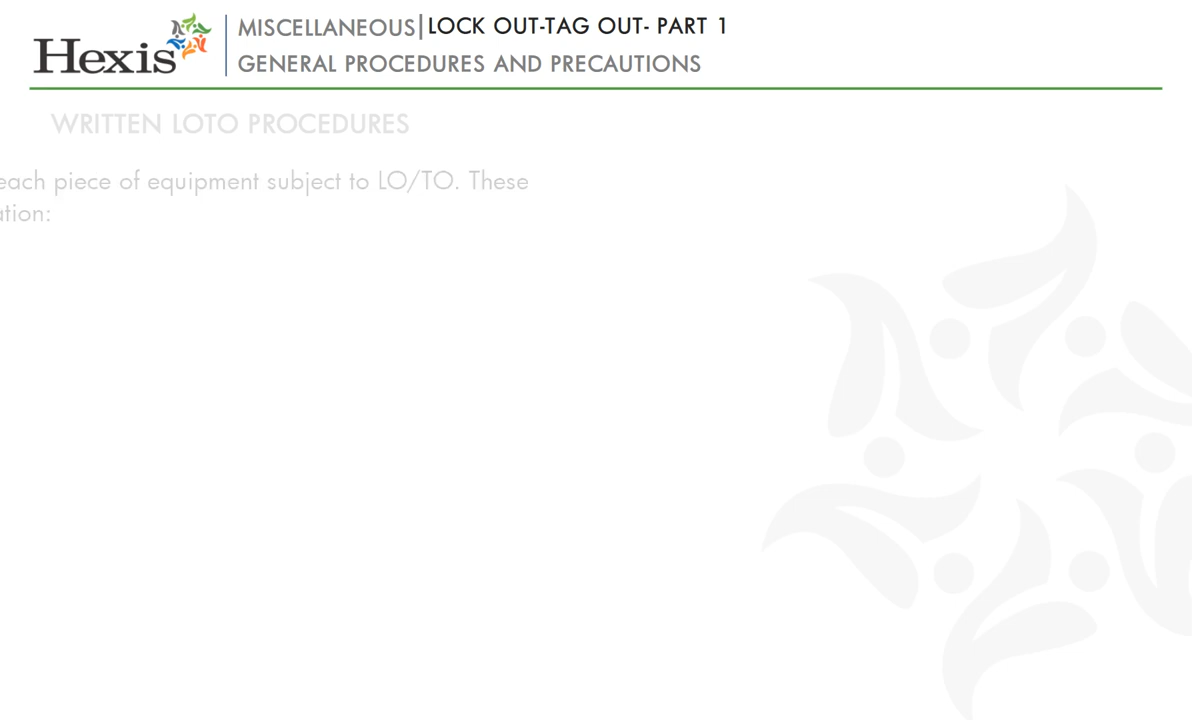 Hexis
MISCELLANEOUS|LOCK OUT-TAG OUT- PART 1
GENERAL PROCEDURES AND PRECAUTIONS
WRITTEN LOTO PROCEDURES
each piece of equipment subject to LO/TO. These
ation: